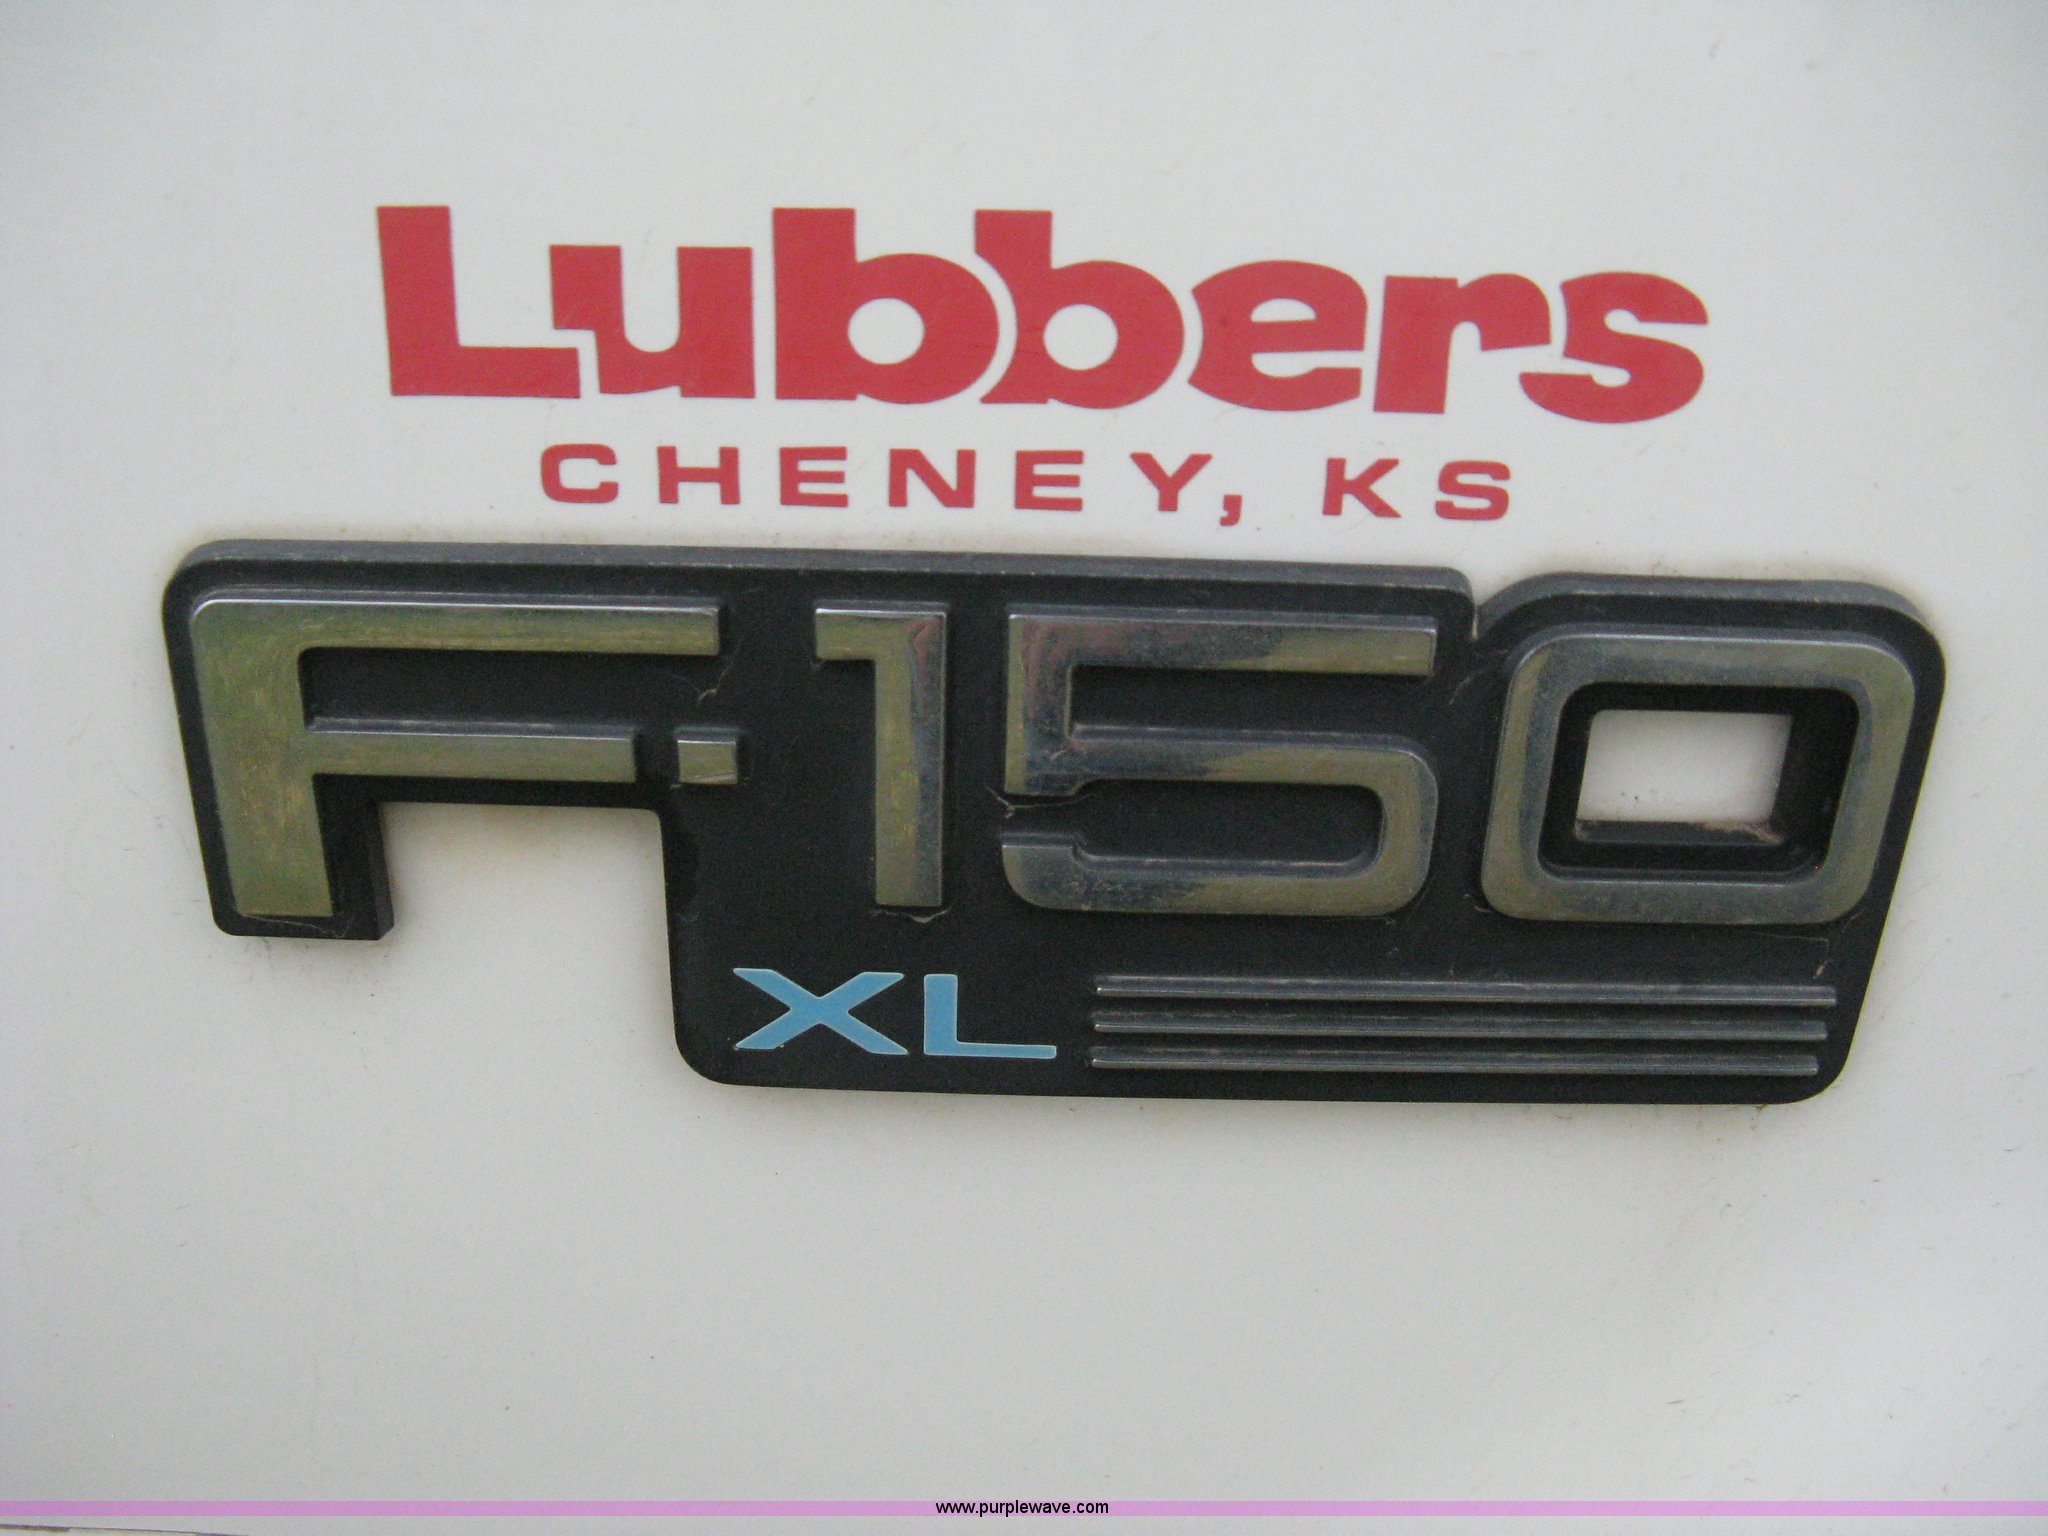 Lubbers
CHENEY, KS
F-150
XL
www.purplewave.com